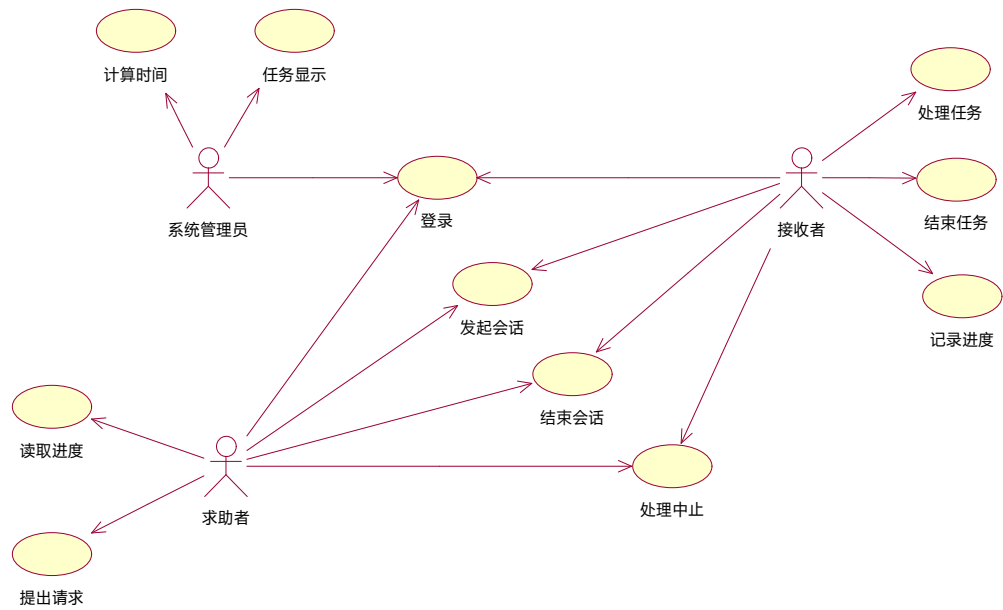 计算时间
任务显示
处理任务
系统管理员
登录
接收者
结束任务
发起会话
记录进度
结束会话
读取进度
求助者
处理中止
提出请求